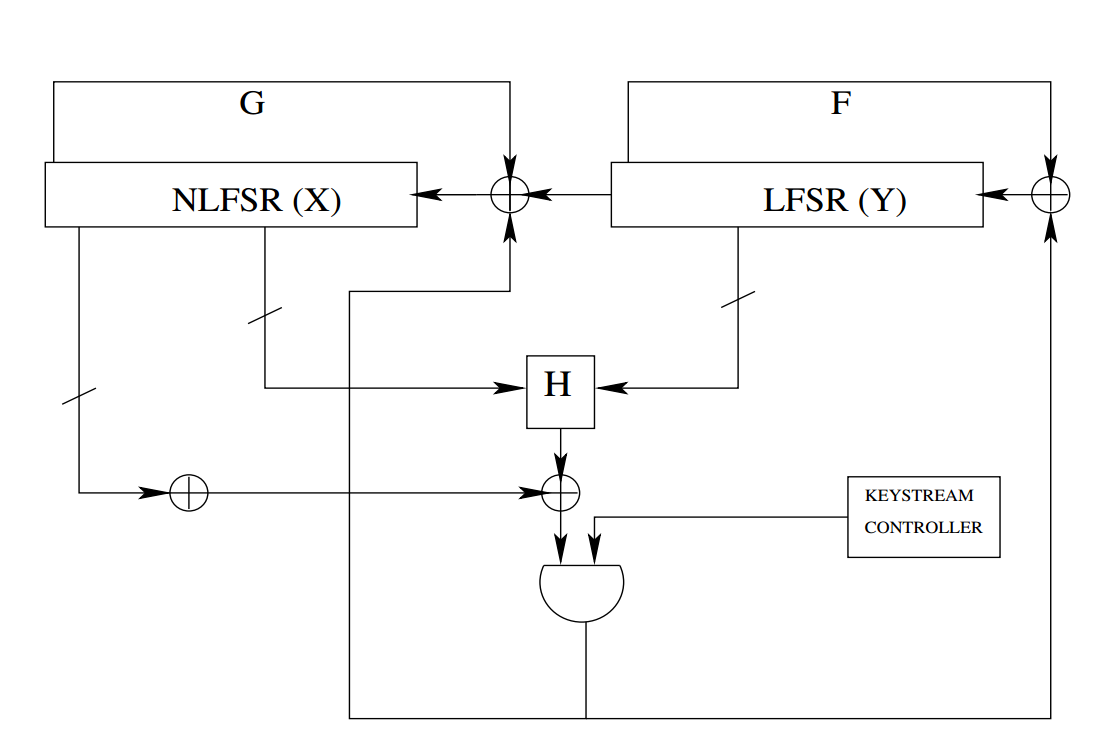 G
F
NLFSR (X)
LFSR (Y)
H
KEYSTREAM
CONTROLLER